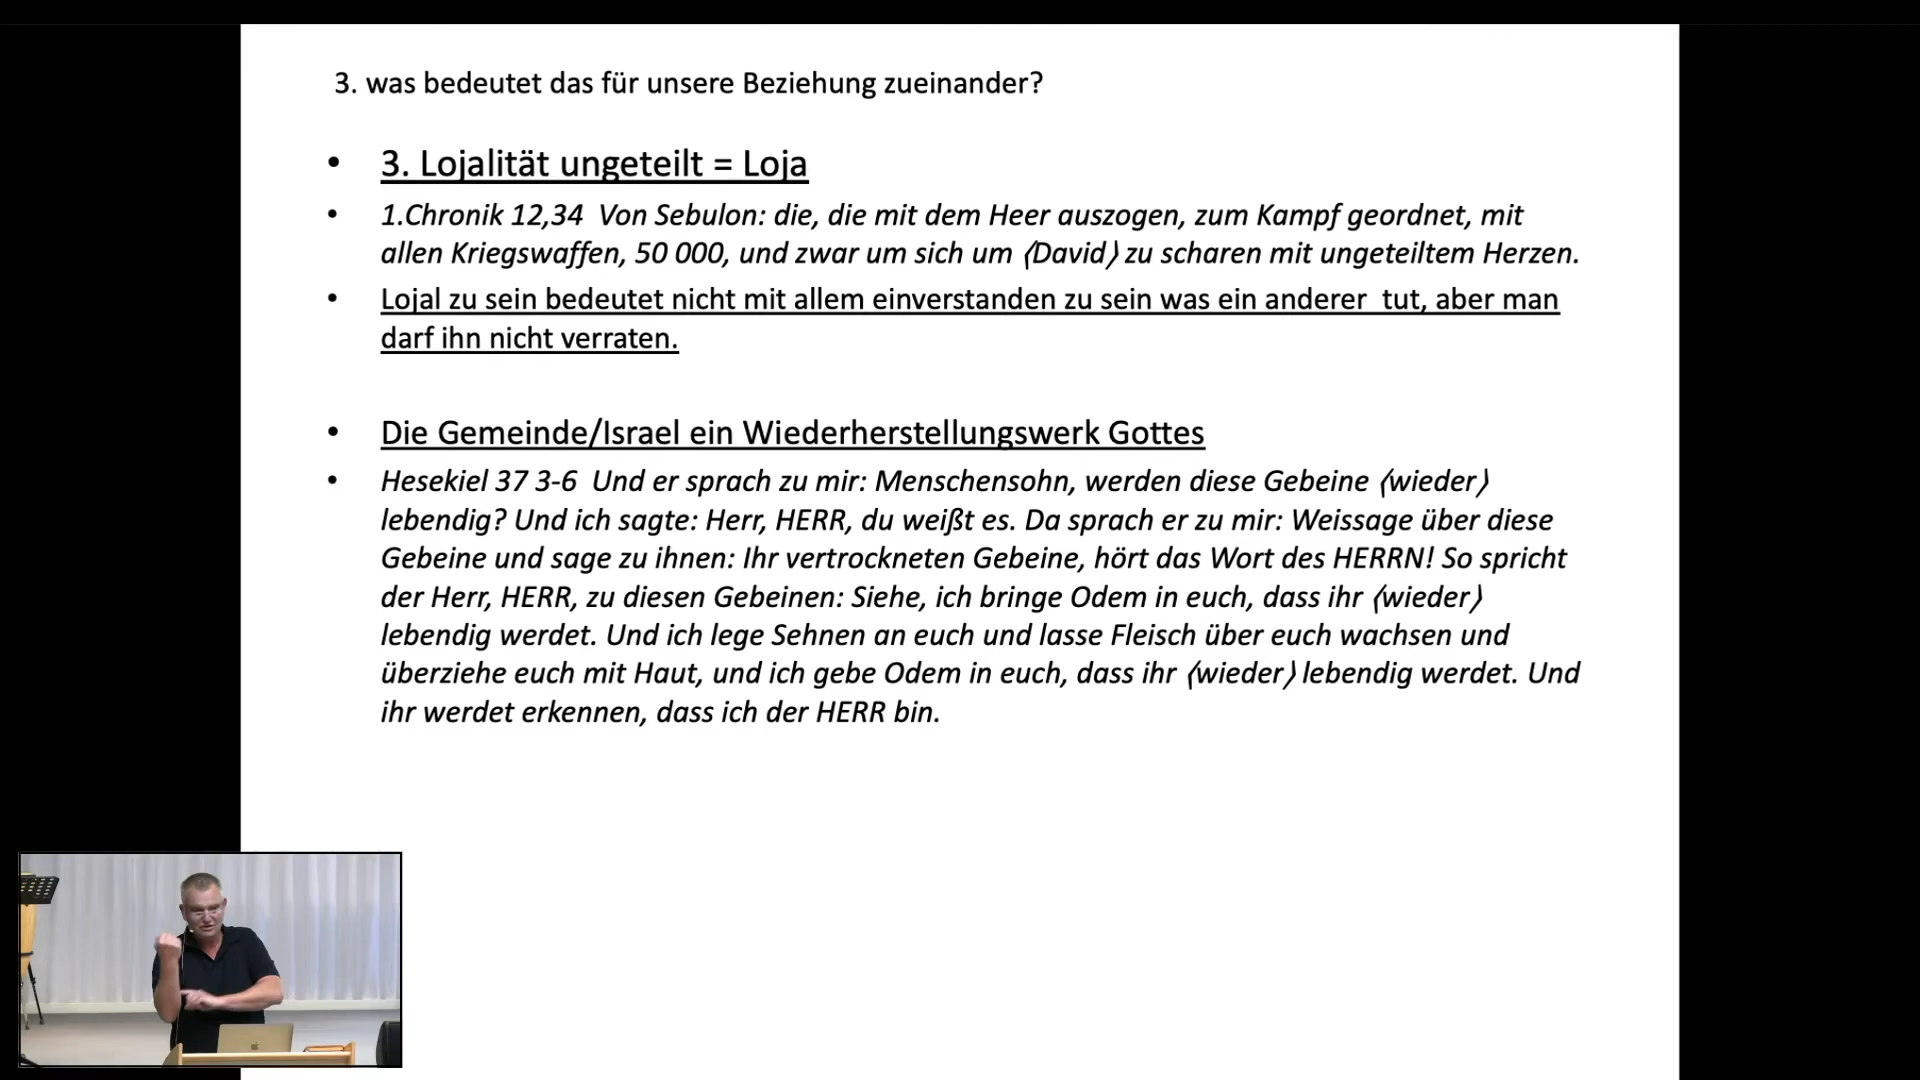 3. was bedeutet das für unsere Beziehung zueinander?
• 3. Lojalität ungeteilt = Loja
• 1.Chronik 12,34 Von Sebulon: die, die mit dem Heer auszogen, zum Kampf geordnet, mit
allen Kriegswaffen, 50 000, und zwar um sich um ⟨David⟩ zu scharen mit ungeteiltem Herzen.
• Lojal zu sein bedeutet nicht mit allem einverstanden zu sein was ein anderer tut, aber man
darf ihn nicht verraten.
• Die Gemeinde/Israel ein Wiederherstellungswerk Gottes
• Hesekiel 37 3-6 Und er sprach zu mir: Menschensohn, werden diese Gebeine ⟨wieder⟩
lebendig? Und ich sagte: Herr, HERR, du weißt es. Da sprach er zu mir: Weissage über diese
Gebeine und sage zu ihnen: Ihr vertrockneten Gebeine, hört das Wort des HERRN! So spricht
der Herr, HERR, zu diesen Gebeinen: Siehe, ich bringe Odem in euch, dass ihr ⟨wieder⟩
lebendig werdet. Und ich lege Sehnen an euch und lasse Fleisch über euch wachsen und
überziehe euch mit Haut, und ich gebe Odem in euch, dass ihr ⟨wieder⟩ lebendig werdet. Und
ihr werdet erkennen, dass ich der HERR bin.